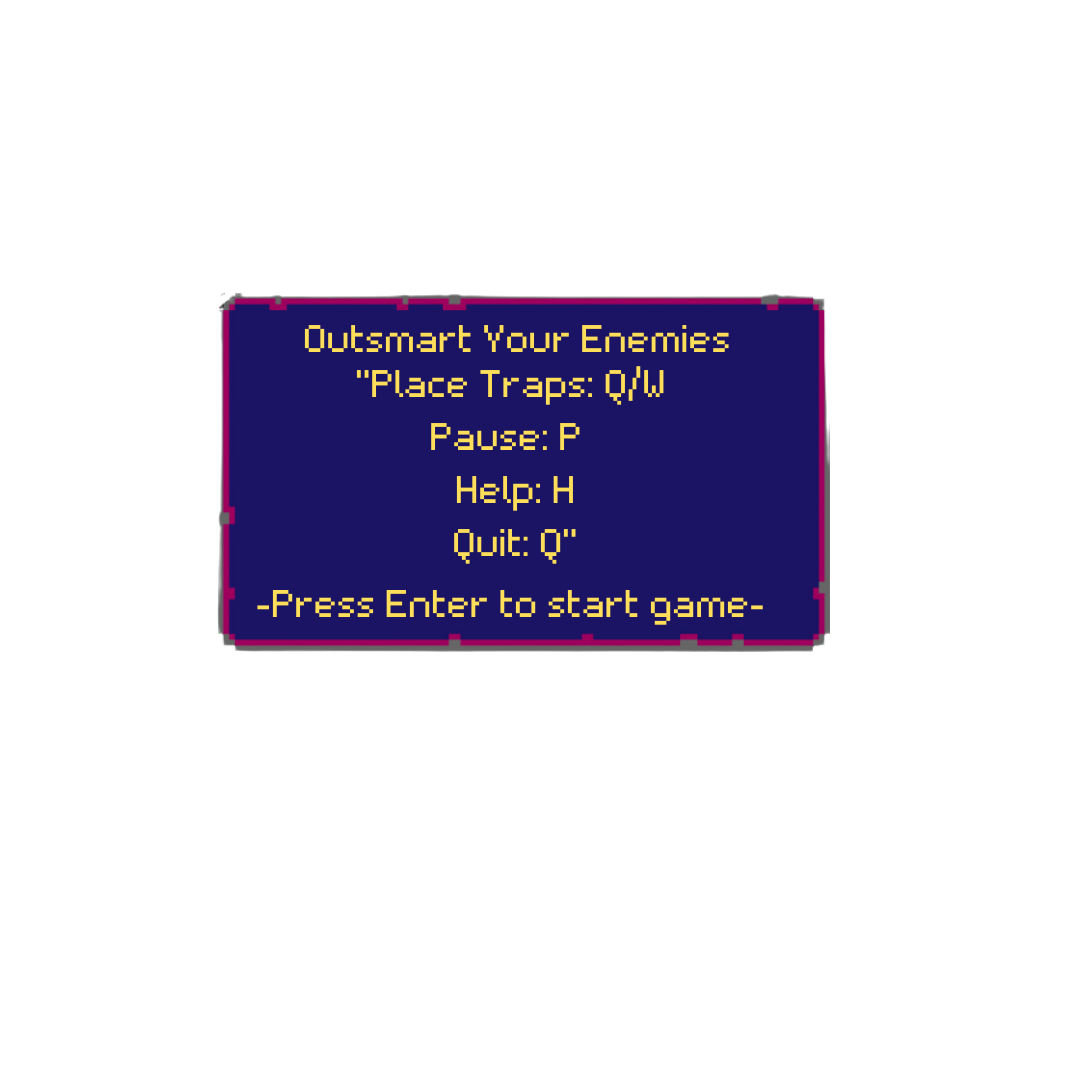 Outsmart Your Enemies
"Place Traps: Q/W
Pause: P
Help: H
Quit: Q"
-Press Enter to start game-